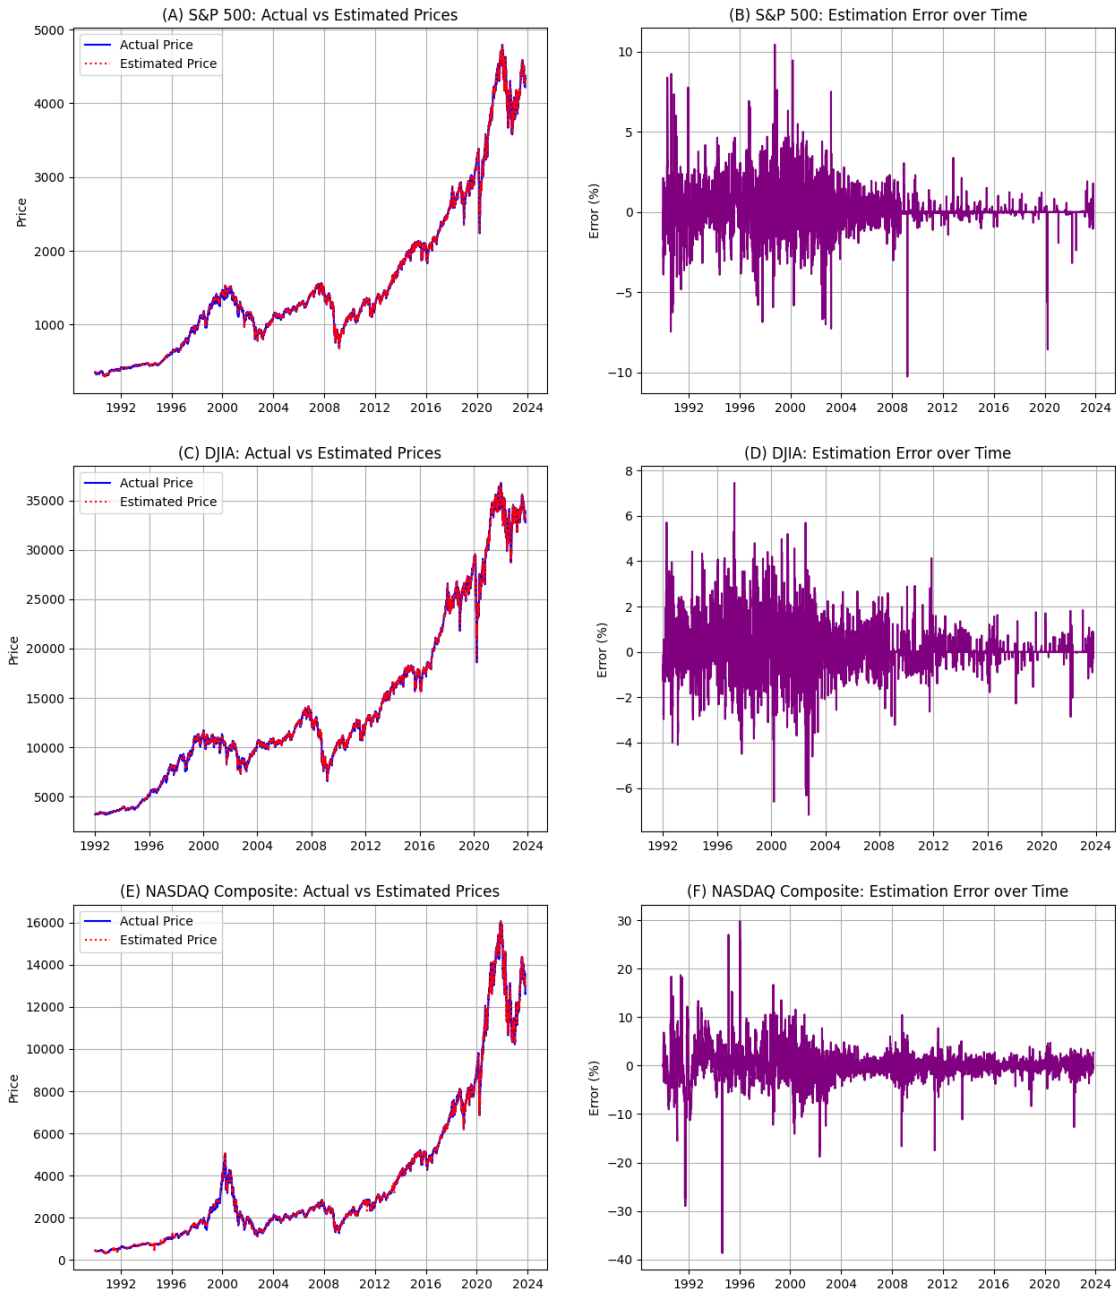 (A) S&P 500: Actual vs Estimated Prices
Actual Price
Estimated Price
Price
5000
4000
3000
2000
1000
1992 1996 2000 2004 2008 2012 2016 2020 2024
(B) S&P 500: Estimation Error over Time
Error (%)
10
5
0
−5
−10
1992 1996 2000 2004 2008 2012 2016 2020 2024
(C) DJIA: Actual vs Estimated Prices
Actual Price
Estimated Price
Price
35000
30000
25000
20000
15000
10000
5000
1992 1996 2000 2004 2008 2012 2016 2020 2024
(D) DJIA: Estimation Error over Time
Error (%)
8
6
4
2
0
−2
−4
−6
1992 1996 2000 2004 2008 2012 2016 2020 2024
(E) NASDAQ Composite: Actual vs Estimated Prices
Actual Price
Estimated Price
Price
16000
14000
12000
10000
8000
6000
4000
2000
0
1992 1996 2000 2004 2008 2012 2016 2020 2024
(F) NASDAQ Composite: Estimation Error over Time
Error (%)
30
20
10
0
−10
−20
−30
−40
1992 1996 2000 2004 2008 2012 2016 2020 2024